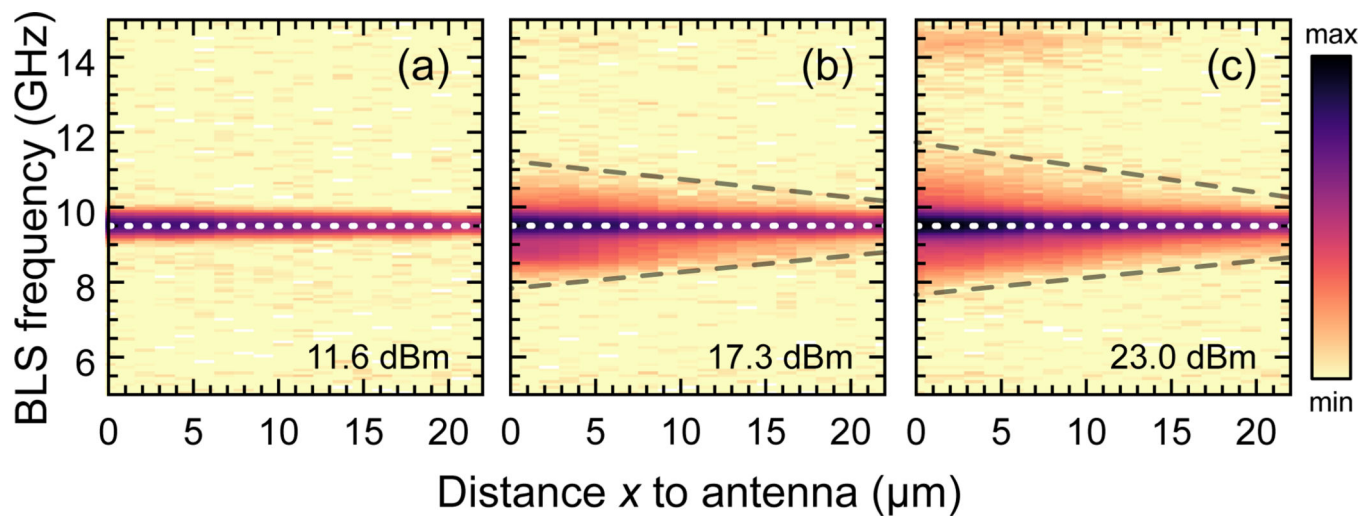 (a) (b) (c) max
BLS frequency (GHz)
14
12
10
8
6
11.6 dBm 17.3 dBm 23.0 dBm
min
0 5 10 15 20 0 5 10 15 20 0 5 10 15 20
Distance x to antenna (µm)